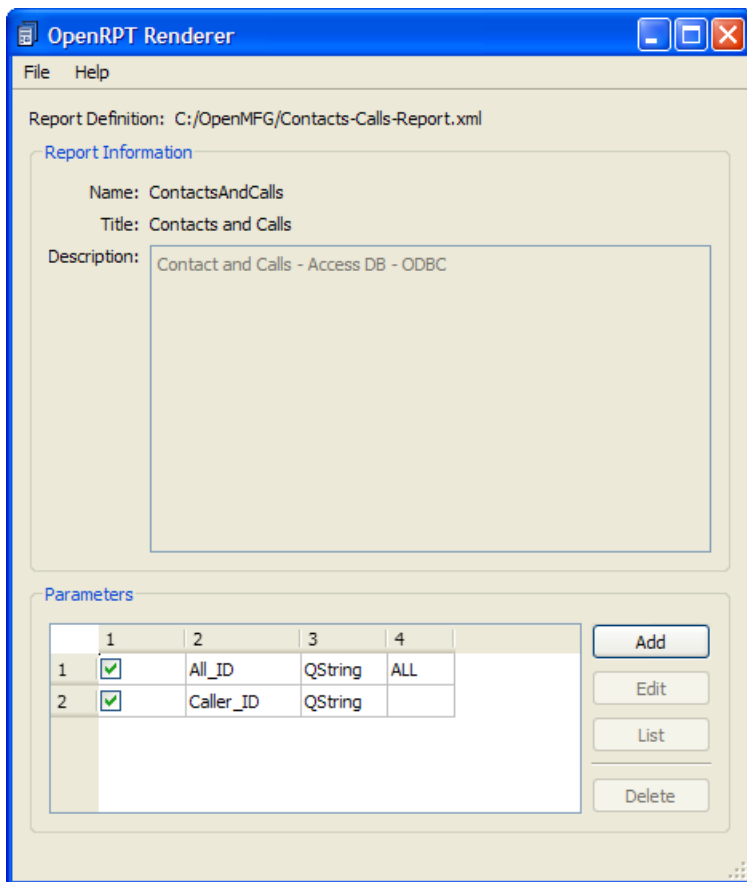 OpenRPT Renderer
File Help
Report Definition: C:/OpenMFG/Contacts-Calls-Report.xml
Report Information
Name: ContactsAndCalls
Title: Contacts and Calls
Description: Contact and Calls - Access DB - ODBC
Parameters
1 2 3 4
1 All_ID QString ALL
2 Caller_ID QString
Add
Edit
List
Delete